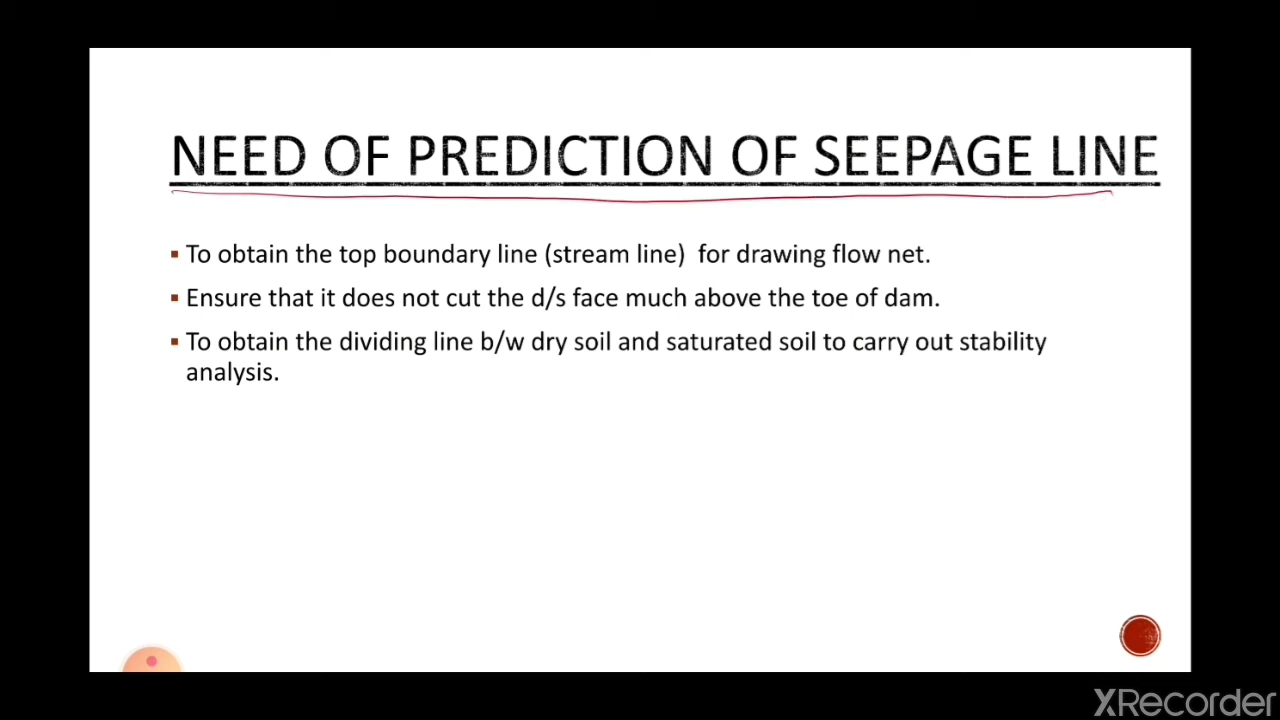 NEED OF PREDICTION OF SEEPAGE LINE
▪ To obtain the top boundary line (stream line) for drawing flow net.
▪ Ensure that it does not cut the d/s face much above the toe of dam.
▪ To obtain the dividing line b/w dry soil and saturated soil to carry out stability
analysis.
XRecorder